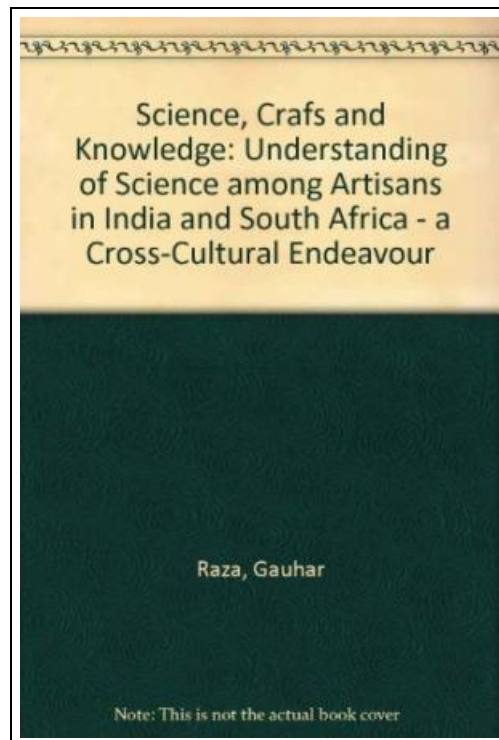 Science, Crafs and
Knowledge: Understanding
of Science among Artisans
in India and South Africa - a
Cross-Cultural Endeavour
Raza, Gauhar
Note: This is not the actual book cover